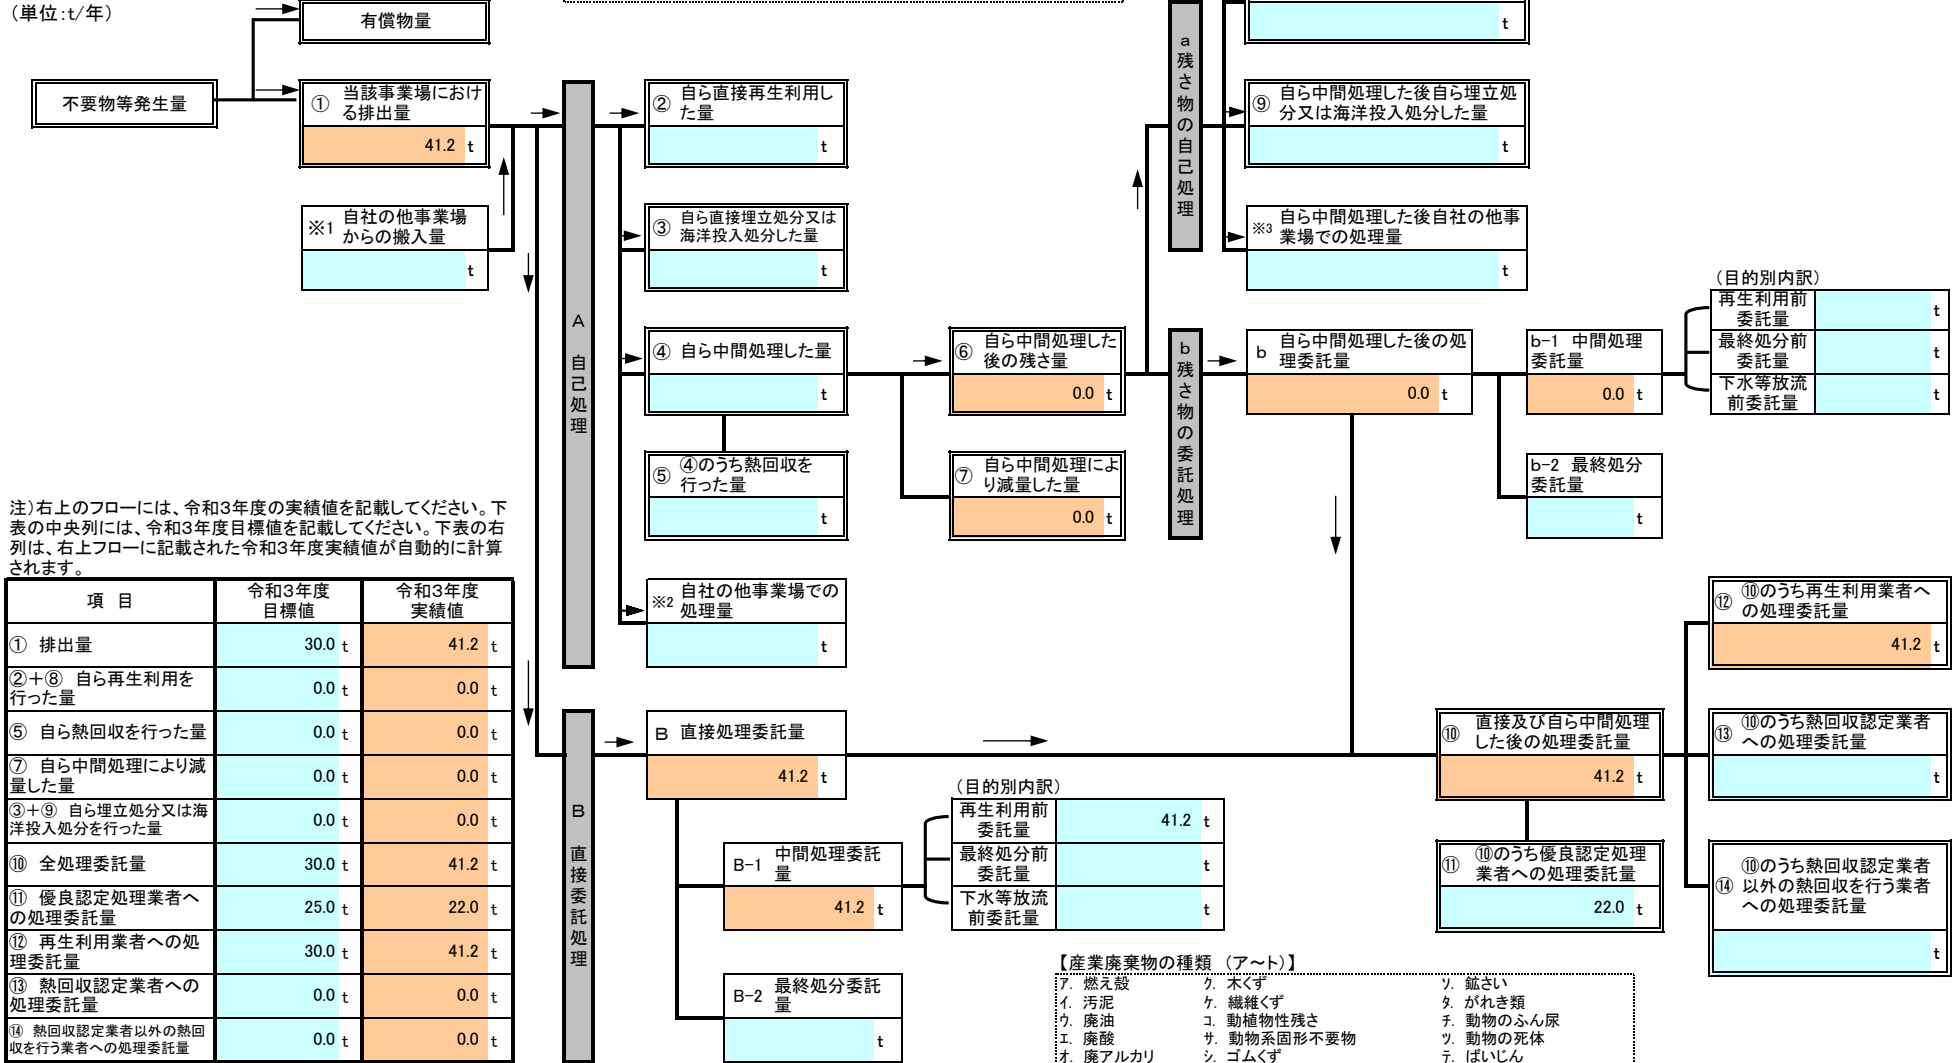 (単位:t/年)
有償物量
不要物等発生量
① 当該事業場におけ
る排出量
41.2 t
※1 自社の他事業場
からの搬入量
t
A 自己処理
② 自ら直接再生利用し
た量
t
③ 自ら直接埋立処分又は
海洋投入処分した量
t
④ 自ら中間処理した量
t
⑤ ④のうち熱回収を
行った量
t
※2 自社の他事業場での
処理量
t
⑥ 自ら中間処理した
後の残さ量
0.0 t
⑦ 自ら中間処理によ
り減量した量
0.0 t
a 残さ物の自己処理
t
⑨ 自ら中間処理した後自ら埋立処
分又は海洋投入処分した量
t
※3 自ら中間処理した後自社の他事
業場での処理量
t
b 残さ物の委託処理
b 自ら中間処理した後の処
理委託量
0.0 t
b-1 中間処理
委託量
0.0 t
(目的別内訳)
再生利用前
委託量
t
最終処分前
委託量
t
下水等放流
前委託量
t
b-2 最終処分
委託量
t
注)右上のフローには、令和3年度の実績値を記載してください。下
表の中央列には、令和3年度目標値を記載してください。下表の右
列は、右上フローに記載された令和3年度実績値が自動的に計算
されます。
項 目 令和3年度 目標値 令和3年度 実績値
① 排出量 30.0 t 41.2 t
②+⑧ 自ら再生利用を
行った量 0.0 t 0.0 t
⑤ 自ら熱回収を行った量 0.0 t 0.0 t
⑦ 自ら中間処理により減
量した量 0.0 t 0.0 t
③+⑨ 自ら埋立処分又は海
洋投入処分を行った量 0.0 t 0.0 t
⑩ 全処理委託量 30.0 t 41.2 t
⑪ 優良認定処理業者へ
の処理委託量 25.0 t 22.0 t
⑫ 再生利用業者への処
理委託量 30.0 t 41.2 t
⑬ 熱回収認定業者への
処理委託量 0.0 t 0.0 t
⑭ 熱回収認定業者以外の熱回
収を行う業者への処理委託量 0.0 t 0.0 t
B 直接委託処理
B 直接処理委託量
41.2 t
B-1 中間処理委託
量
41.2 t
(目的別内訳)
再生利用前
委託量
41.2 t
最終処分前
委託量
t
下水等放流
前委託量
t
B-2 最終処分委託
量
t
⑩ 直接及び自ら中間処理
した後の処理委託量
41.2 t
⑪ ⑩のうち優良認定処理
業者への処理委託量
22.0 t
⑫ ⑩のうち再生利用業者へ
の処理委託量
41.2 t
⑬ ⑩のうち熱回収認定業者
への処理委託量
t
⑭ ⑩のうち熱回収認定業者
以外の熱回収を行う業者
への処理委託量
t
【産業廃棄物の種類 (ア~ト)】
ア. 燃え殻 ク. 木くず ソ. 鉱さい
イ. 汚泥 ケ. 繊維くず タ. がれき類
ウ. 廃油 コ. 動植物性残さ チ. 動物のふん尿
エ. 廃酸 サ. 動物系固形不要物 ツ. 動物の死体
オ. 廃アルカリ シ. ゴムくず テ. ばいじん